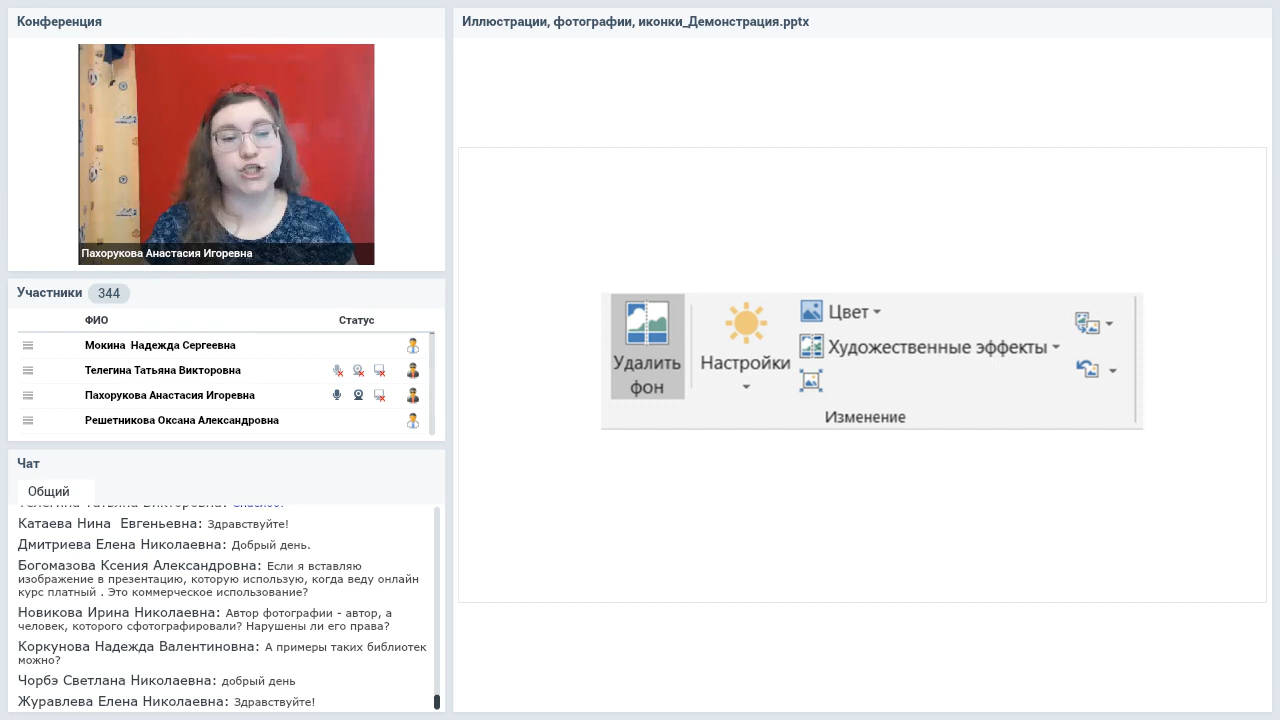 Конференция
Пахорукова Анастасия Игоревна
Участники 344
ФИО Статус
Мокина Надежда Сергеевна
Телегина Татьяна Викторовна
Пахорукова Анастасия Игоревна
Решетникова Оксана Александровна
Чат
Общий
Телегина Татьяна Викторовна: Спасибо!
Катаева Нина Евгеньевна: Здравствуйте!
Дмитриева Елена Николаевна: Добрый день.
Богомазова Ксения Александровна: Если я вставляю
изображение в презентацию, которую использую, когда веду онлайн
курс платный . Это коммерческое использование?
Новикова Ирина Николаевна: Автор фотографии - автор, а
человек, которого сфотографировали? Нарушены ли его права?
Коркунова Надежда Валентиновна: А примеры таких библиотек
можно?
Чорбэ Светлана Николаевна: добрый день
Журавлева Елена Николаевна: Здравствуйте!
Иллюстрации, фотографии, иконки_Демонстрация.pptx
Удалить
фон
Настройки
Цвет
Художественные эффекты
Изменение